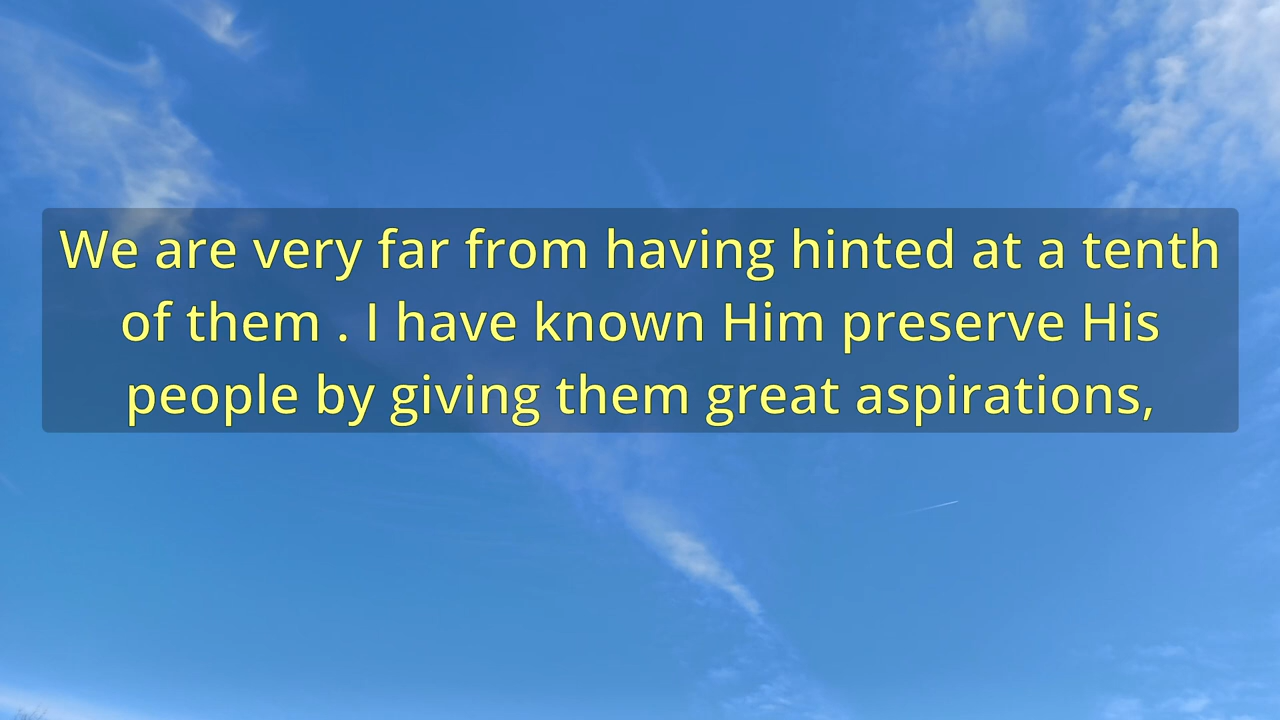 We are very far from having hinted at a tenth
of them . I have known Him preserve His
people by giving them great aspirations,